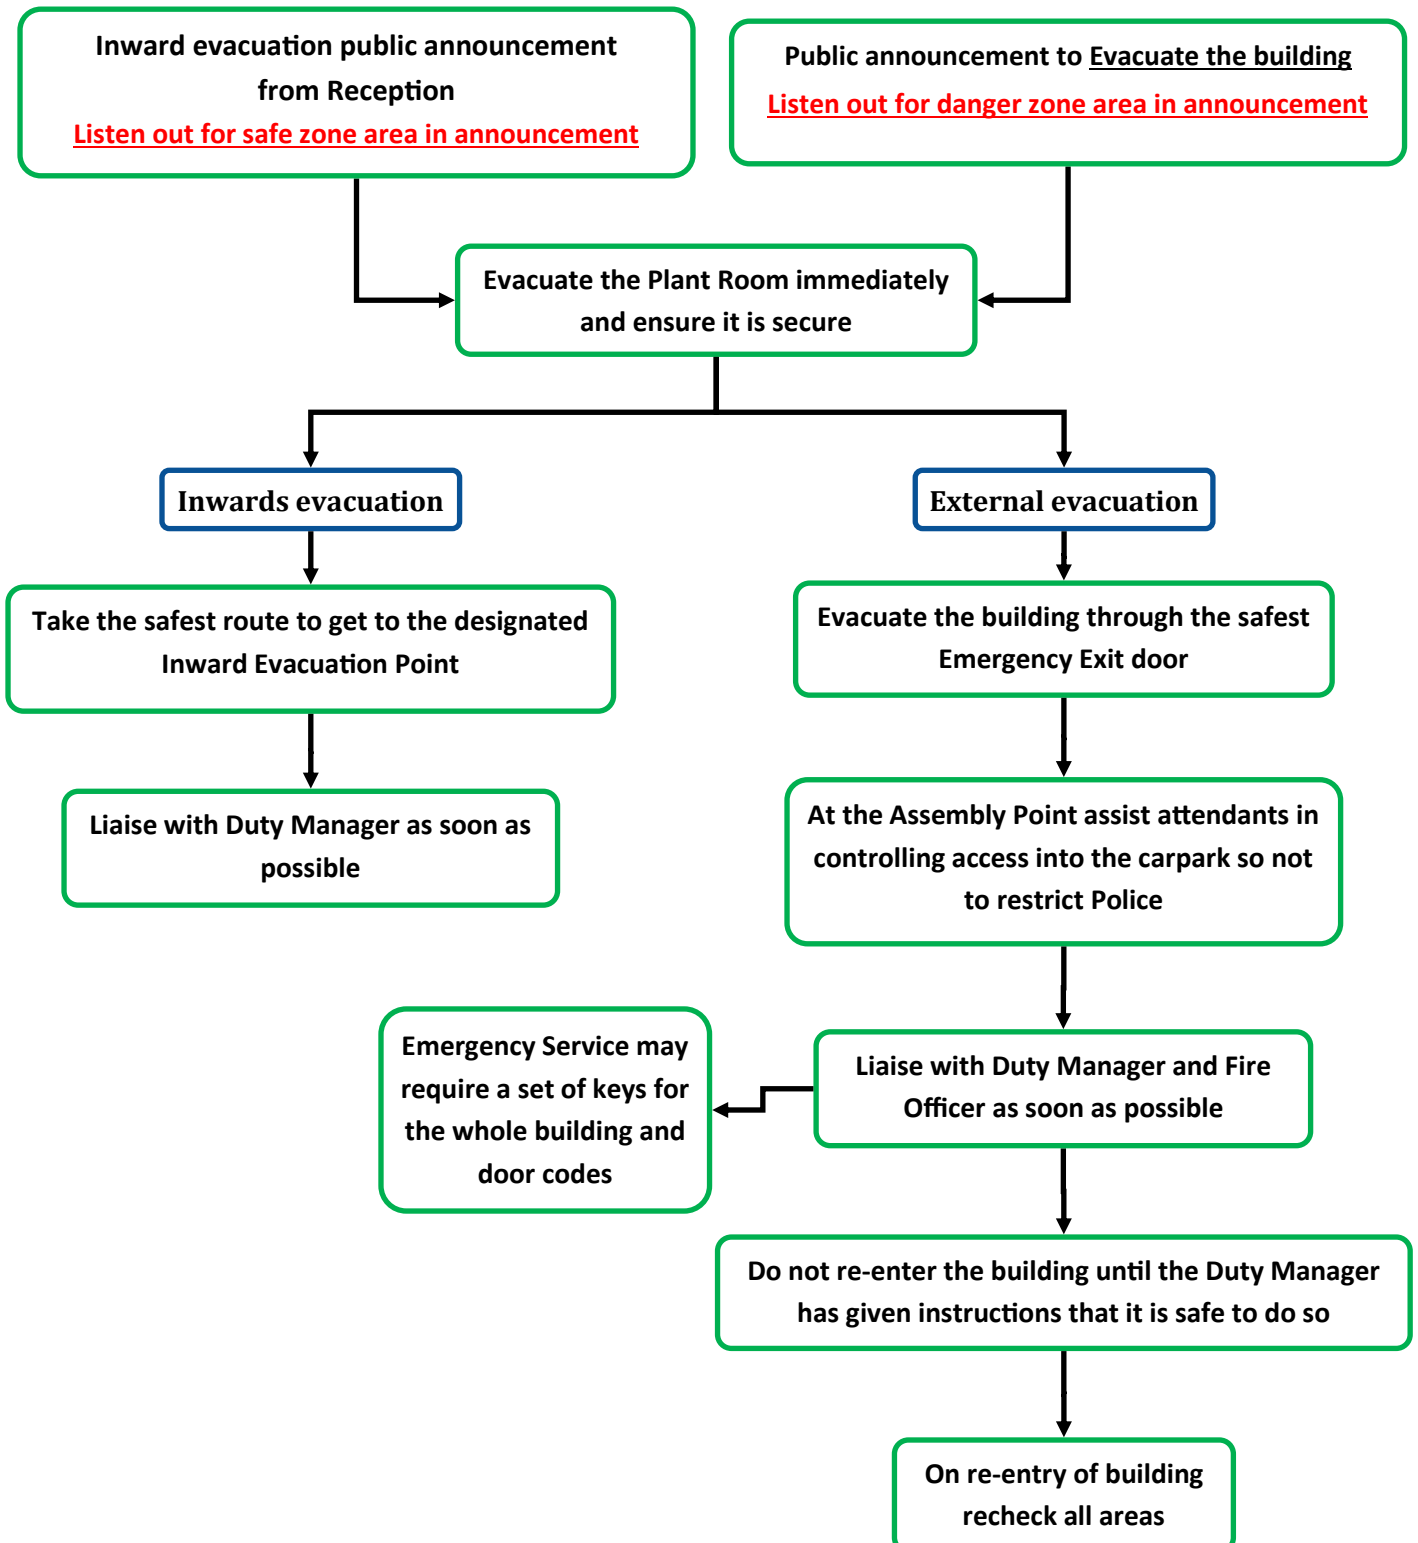 Inward evacuation public announcement
from Reception
Listen out for safe zone area in announcement
Public announcement to Evacuate the building
Listen out for danger zone area in announcement
Evacuate the Plant Room immediately
and ensure it is secure
Inwards evacuation
External evacuation
Take the safest route to get to the designated
Inward Evacuation Point
Evacuate the building through the safest
Emergency Exit door
Liaise with Duty Manager as soon as
possible
At the Assembly Point assist attendants in
controlling access into the carpark so not
to restrict Police
Emergency Service may
require a set of keys for
the whole building and
door codes
Liaise with Duty Manager and Fire
Officer as soon as possible
Do not re-enter the building until the Duty Manager
has given instructions that it is safe to do so
On re-entry of building
recheck all areas